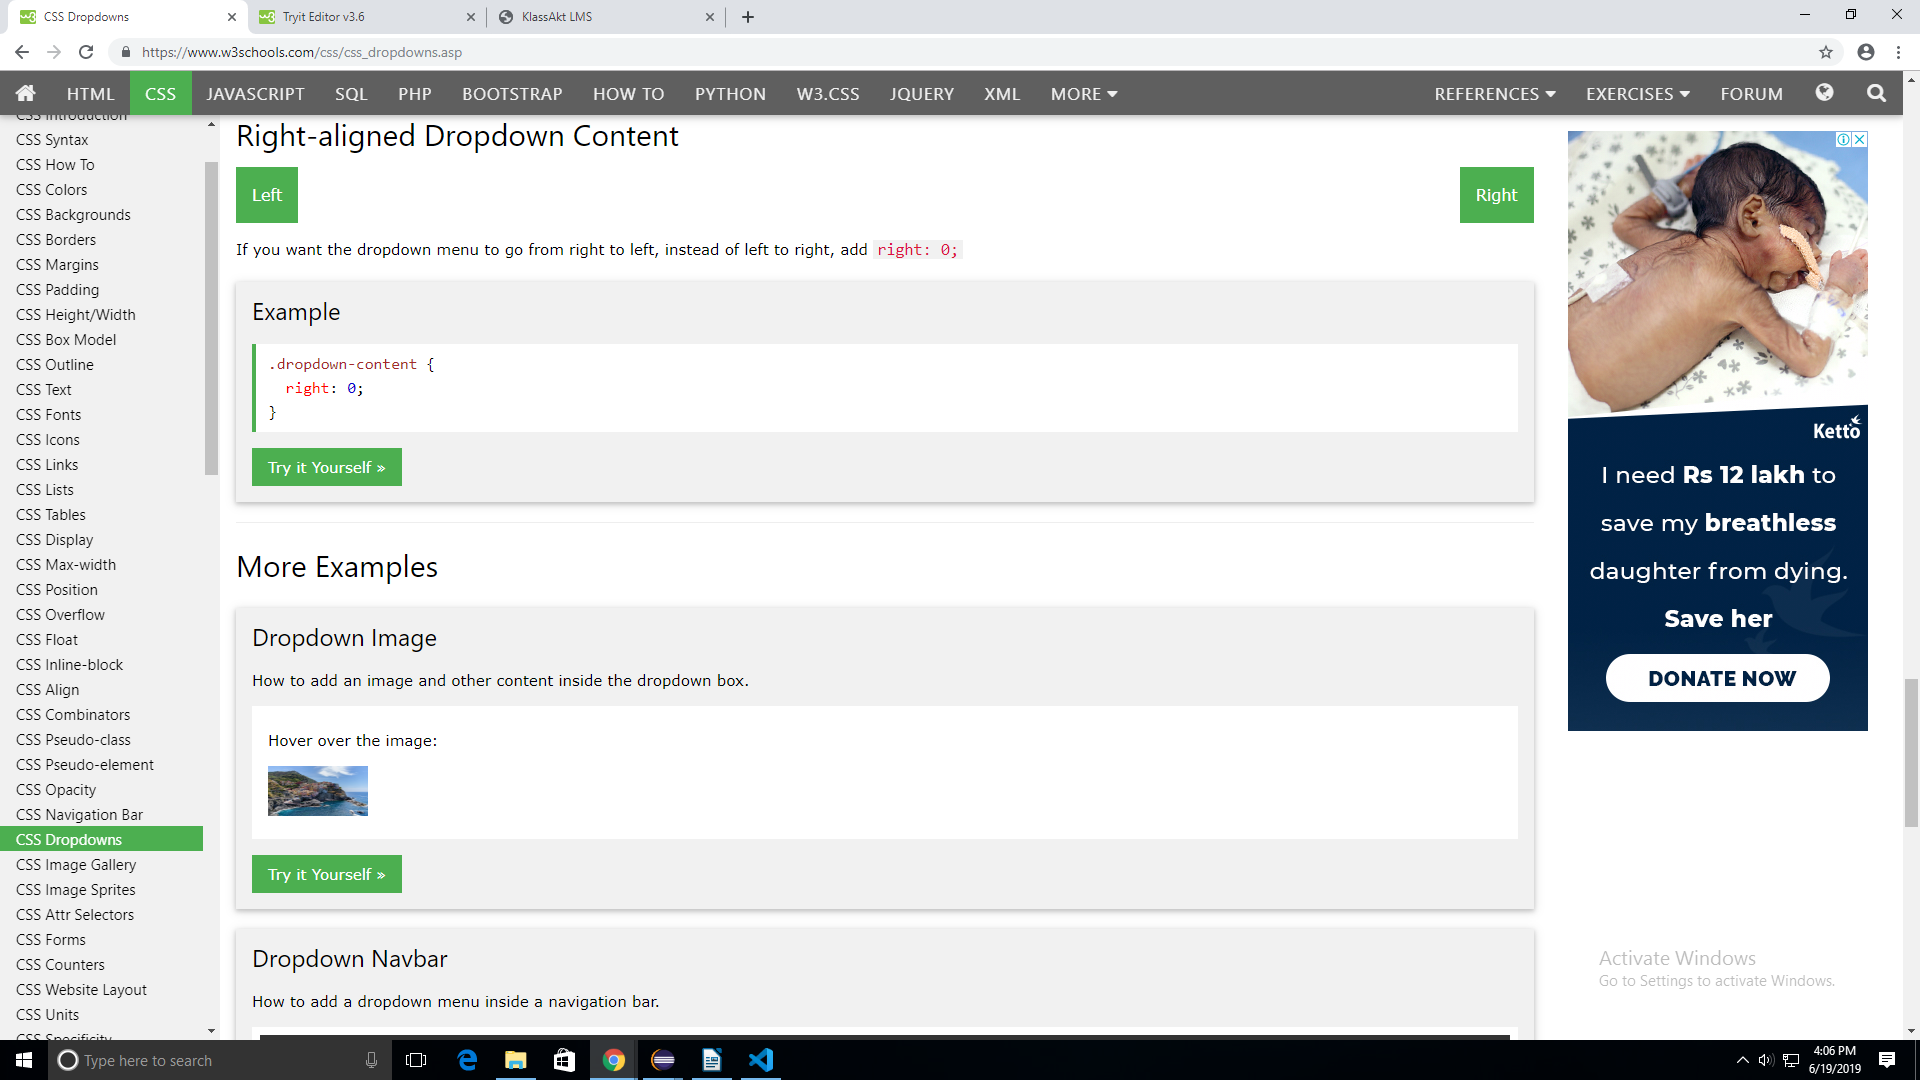 CSS Dropdowns
Tryit Editor v3.6
KlassAkt LMS
https://www.w3schools.com/css/css_dropdowns.asp
HTML CSS JAVASCRIPT SQL PHP BOOTSTRAP HOW TO PYTHON W3.CSS JQUERY XML MORE REFERENCES EXERCISES FORUM
CSS Introduction
CSS Syntax
CSS How To
CSS Colors
CSS Backgrounds
CSS Borders
CSS Margins
CSS Padding
CSS Height/Width
CSS Box Model
CSS Outline
CSS Text
CSS Fonts
CSS Icons
CSS Links
CSS Lists
CSS Tables
CSS Display
CSS Max-width
CSS Position
CSS Overflow
CSS Float
CSS Inline-block
CSS Align
CSS Combinators
CSS Pseudo-class
CSS Pseudo-element
CSS Opacity
CSS Navigation Bar
CSS Dropdowns
CSS Image Gallery
CSS Image Sprites
CSS Attr Selectors
CSS Forms
CSS Counters
CSS Website Layout
CSS Units
CSS Specificity
Right-aligned Dropdown Content
Left
Right
If you want the dropdown menu to go from right to left, instead of left to right, add right: 0;
Example
.dropdown-content {
right: 0;
}
Try it Yourself »
More Examples
Dropdown Image
How to add an image and other content inside the dropdown box.
Hover over the image:
Try it Yourself »
Dropdown Navbar
How to add a dropdown menu inside a navigation bar.
Ketto
I need Rs 12 lakh to
save my breathless
daughter from dying.
Save her
DONATE NOW
Activate Windows
Go to Settings to activate Windows.
Type here to search
4:06 PM
6/19/2019